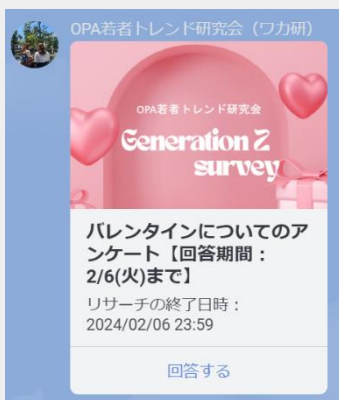 OPA若者トレンド研究会（ワカ研）
OPA若者トレンド研究会
Generation Z
survey
バレンタインについてのア
ンケート【回答期間：
2/6(火)まで】
リサーチの終了日時：
2024/02/06 23:59
回答する